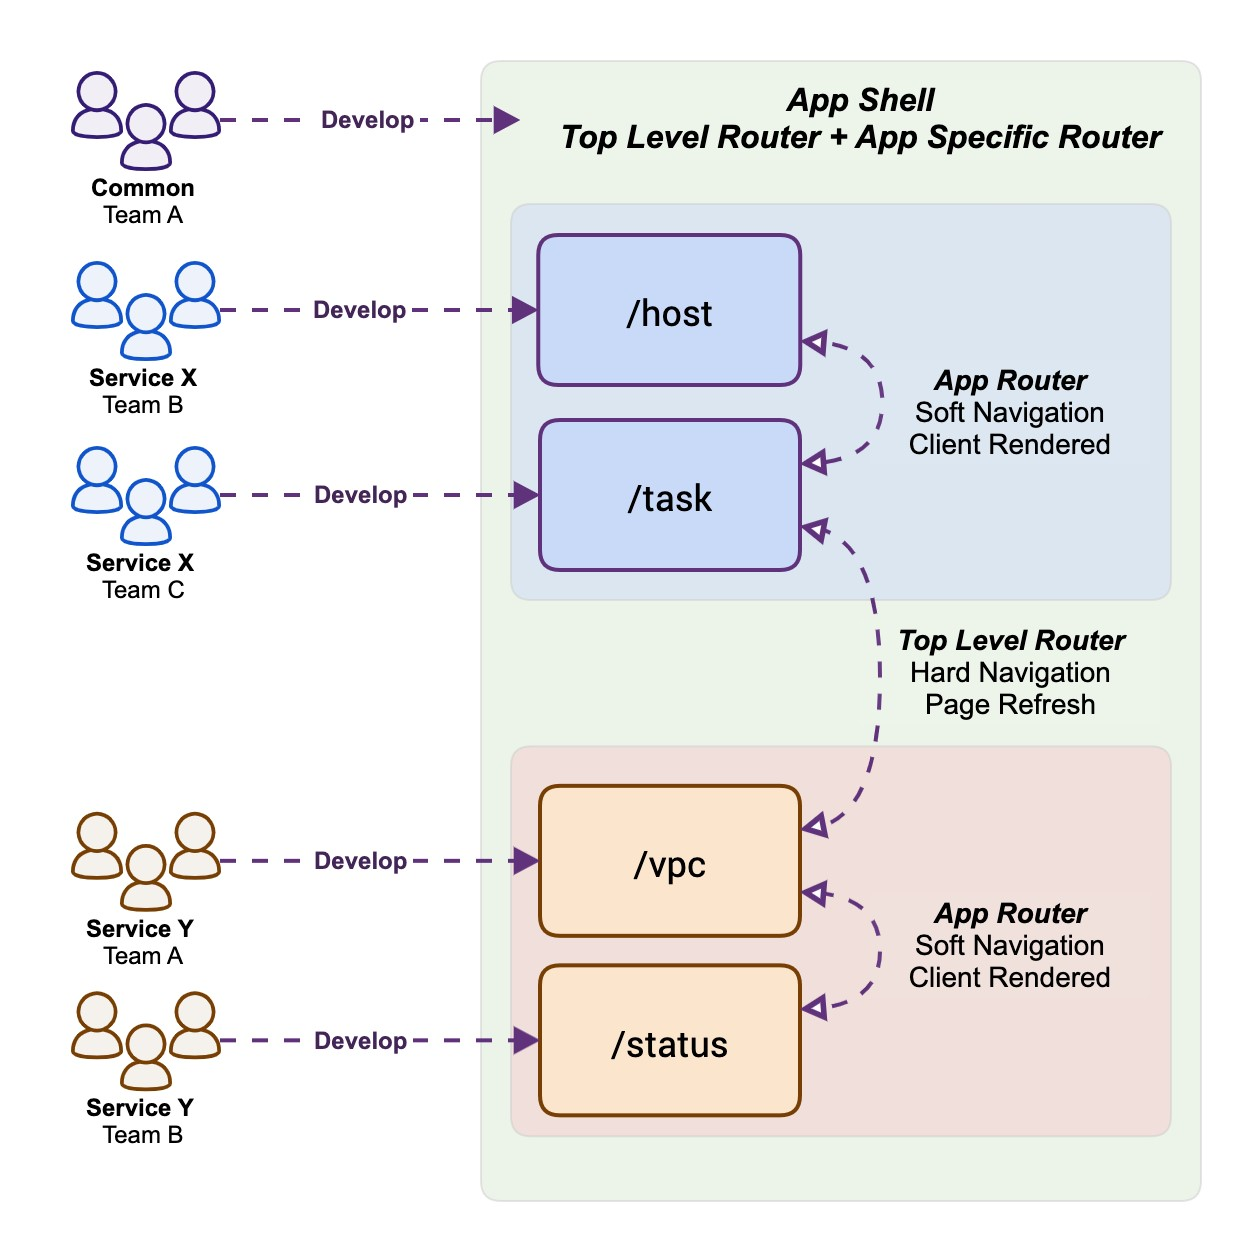 App Shell
Top Level Router + App Specific Router
Develop
Common
Team A
/host
Develop
Service X
Team B
App Router
Soft Navigation
Client Rendered
/task
Develop
Service X
Team C
Top Level Router
Hard Navigation
Page Refresh
/vpc
Develop
Service Y
Team A
App Router
Soft Navigation
Client Rendered
/status
Develop
Service Y
Team B